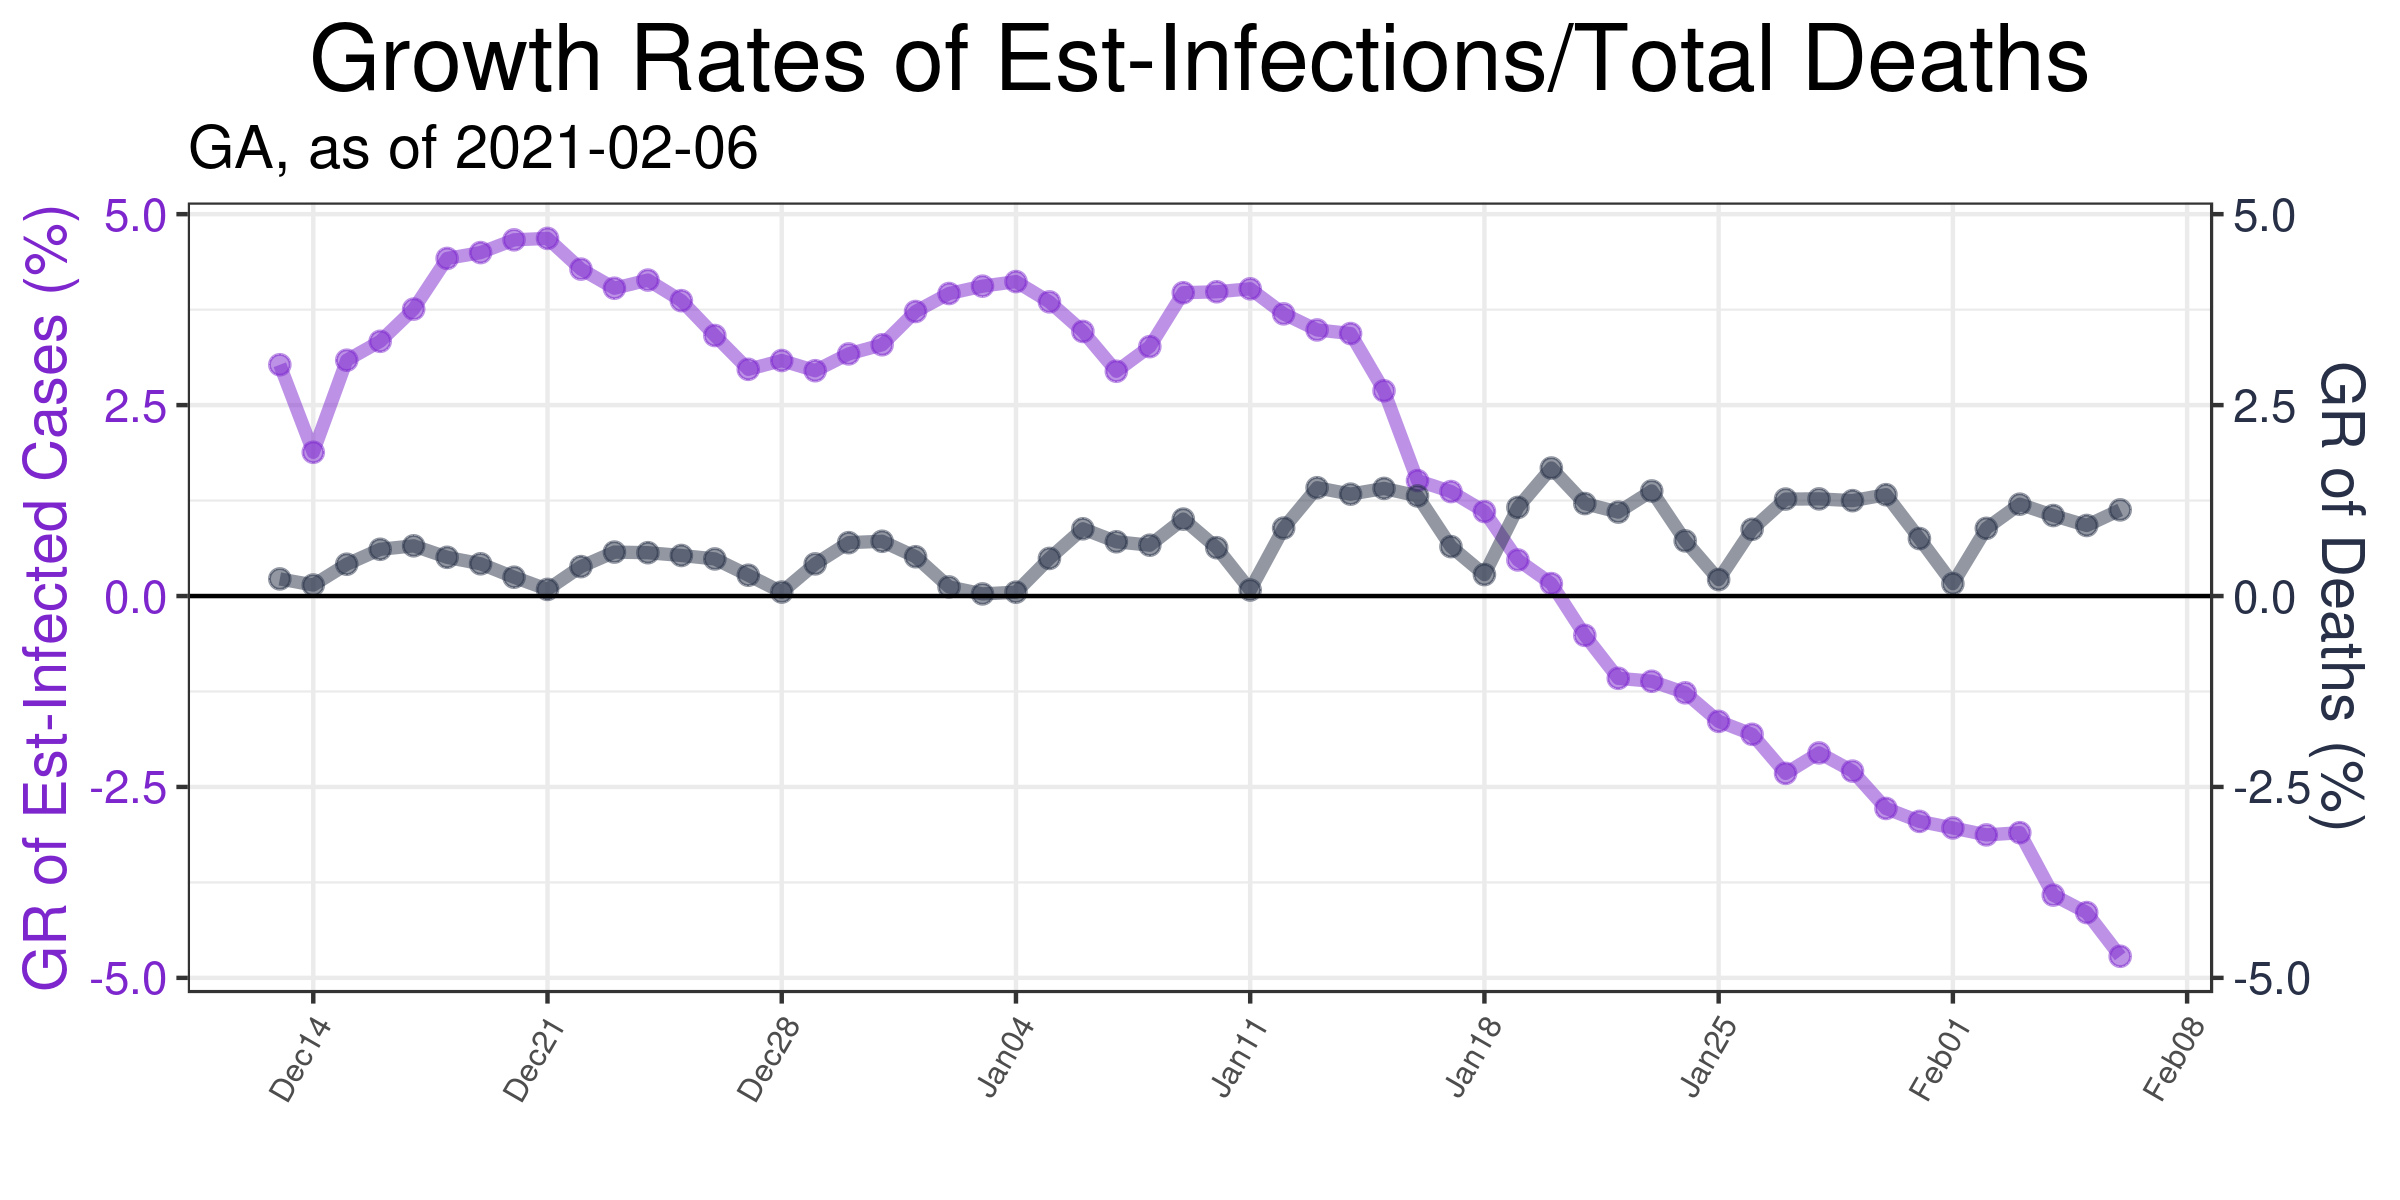 Growth Rates of Est-Infections/Total Deaths
GA, as of 2021-02-06
GR of Est-Infected Cases (%)
5.0
2.5
0.0
-2.5
-5.0
5.0
2.5
0.0
-2.5
-5.0
GR of Deaths (%)
Dec14
Dec21
Dec28
Jan04
Jan11
Jan18
Jan25
Feb01
Feb08